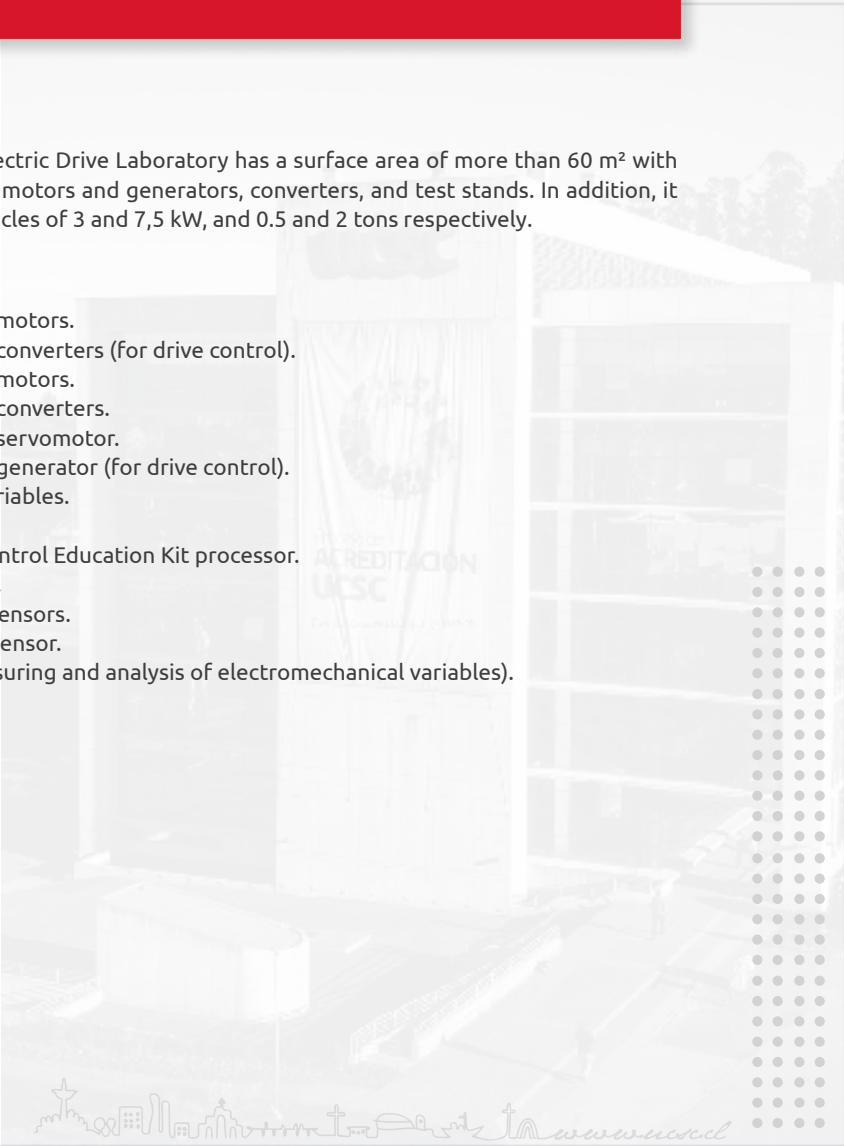 ectric Drive Laboratory has a surface area of more than 60 m² with
motors and generators, converters, and test stands. In addition, it
cles of 3 and 7,5 kW, and 0.5 and 2 tons respectively.
motors.
converters (for drive control).
motors.
converters.
servomotor.
generator (for drive control).
riables.
ntrol Education Kit processor.
ensors.
ensor.
suring and analysis of electromechanical variables).
UCSC
ACREDITACIÓN
UCSC
www.ucsc.cl